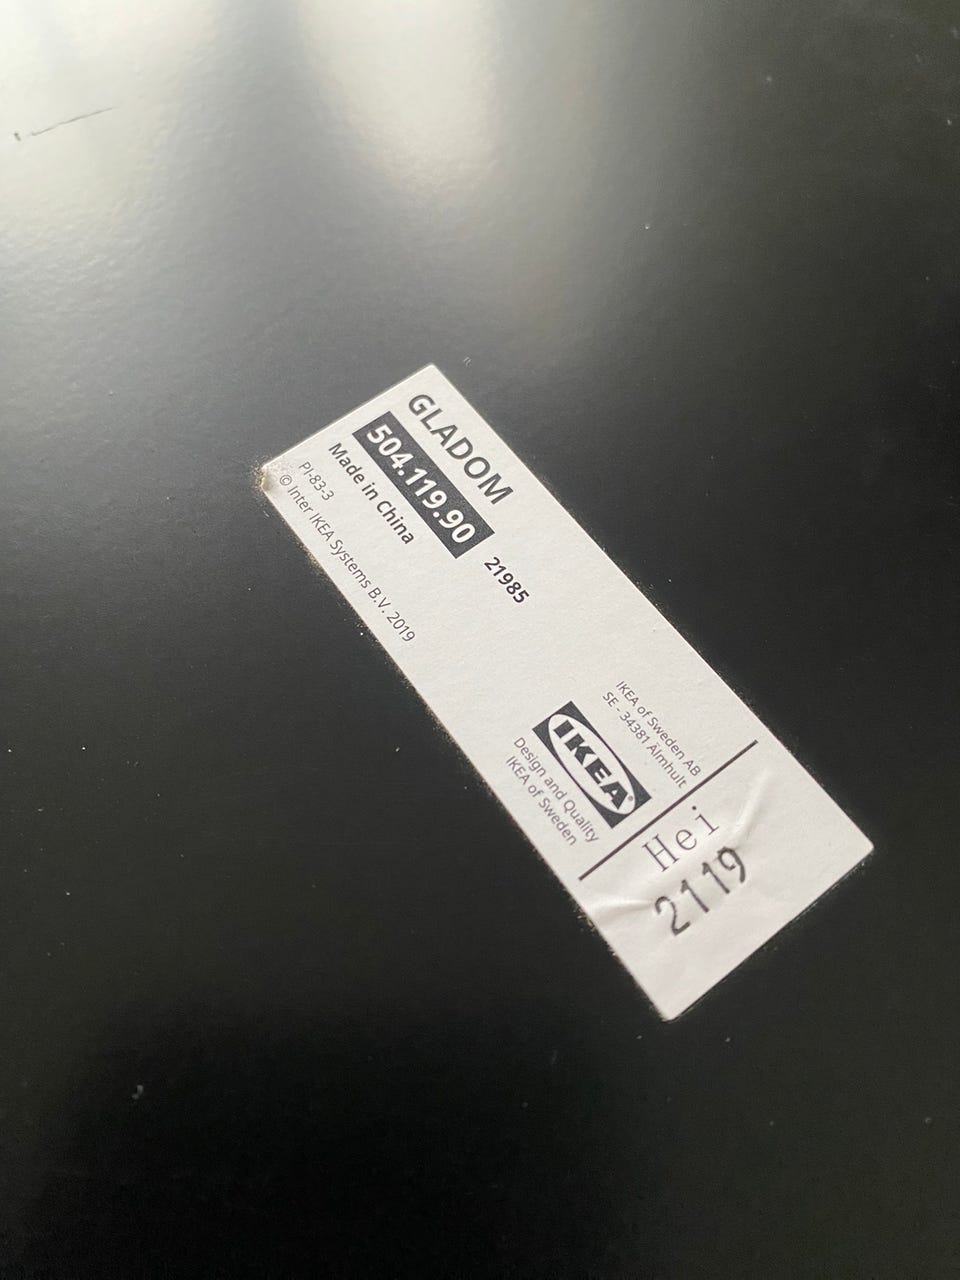 GLADOM
504.119.90 21985
Made in China
PI-83-3
© Inter IKEA Systems B.V. 2019
IKEA of Sweden AB
SE - 34381 Älmhult
IKEA®
Design and Quality
IKEA of Sweden
Hei
2119